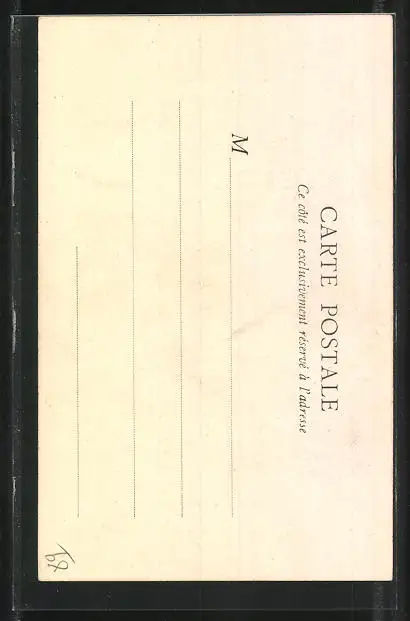 CARTE POSTALE
Ce côté est exclusivement réservé à l'adresse
M